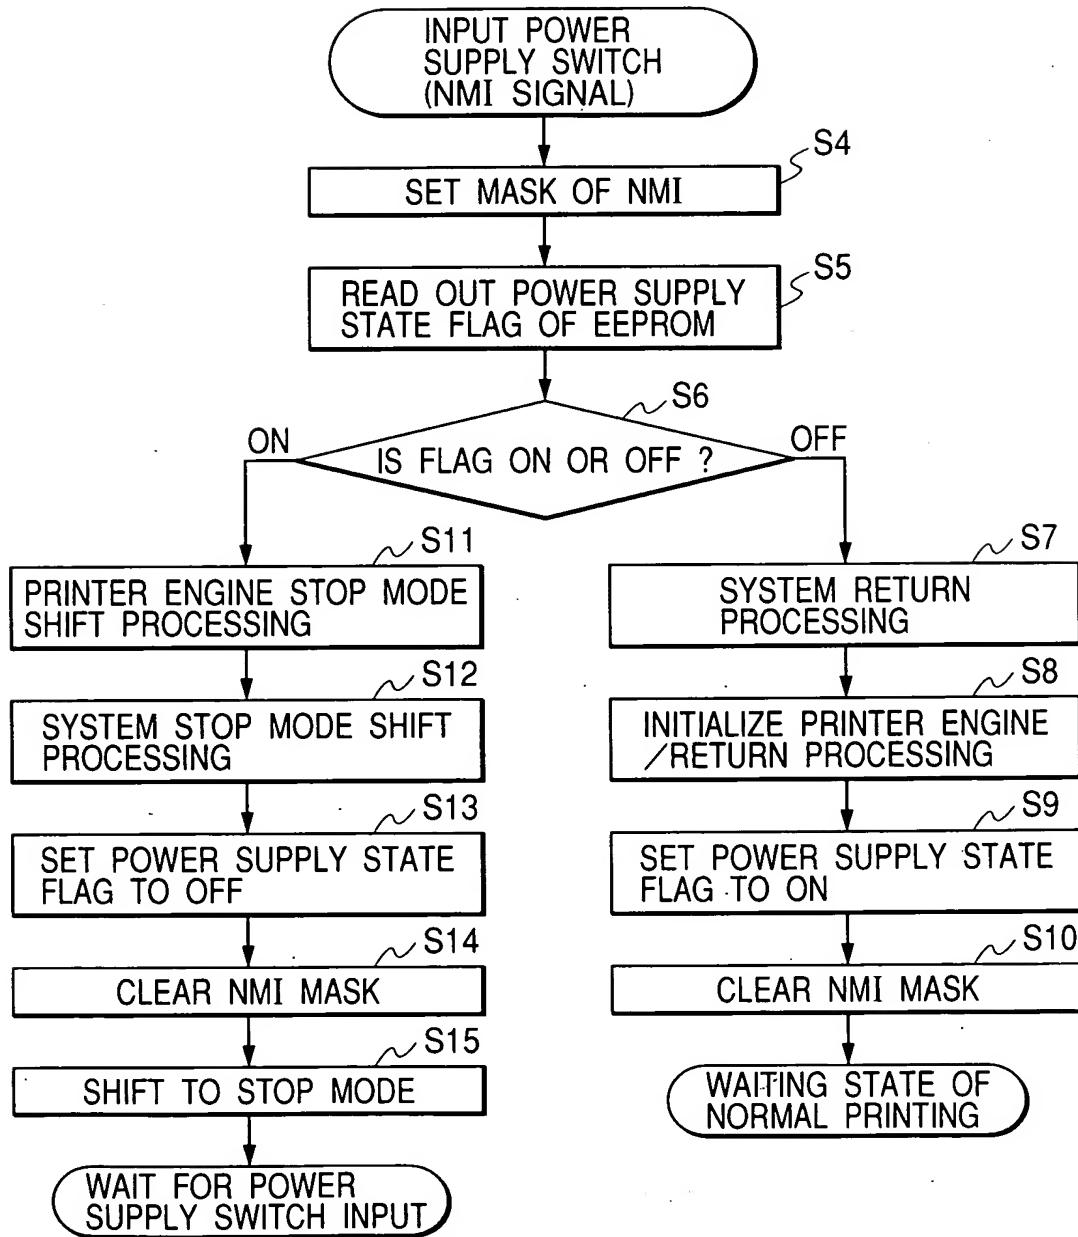 INPUT POWER
SUPPLY SWITCH
(NMI SIGNAL)
S4
SET MASK OF NMI
S5
READ OUT POWER SUPPLY
STATE FLAG OF EEPROM
S6
ON
IS FLAG ON OR OFF ?
OFF
S11
PRINTER ENGINE STOP MODE
SHIFT PROCESSING
S12
SYSTEM STOP MODE SHIFT
PROCESSING
S13
SET POWER SUPPLY STATE
FLAG TO OFF
S14
CLEAR NMI MASK
S15
SHIFT TO STOP MODE
WAIT FOR POWER
SUPPLY SWITCH INPUT
S7
SYSTEM RETURN
PROCESSING
S8
INITIALIZE PRINTER ENGINE
/RETURN PROCESSING
S9
SET POWER SUPPLY STATE
FLAG TO ON
S10
CLEAR NMI MASK
WAITING STATE OF
NORMAL PRINTING